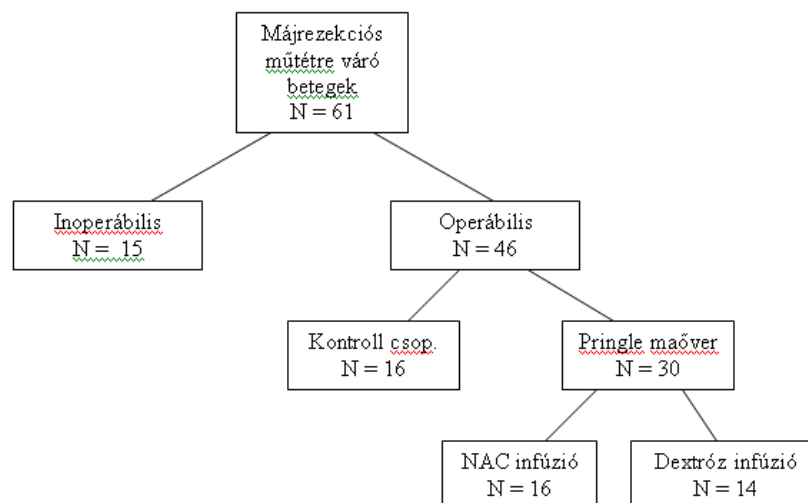 Májrezekciós
műtétre váró
betegek
N = 61
Inoperábilis
N = 15
Operábilis
N = 46
Kontroll csop.
N = 16
Pringle maőver
N = 30
NAC infúzió
N = 16
Dextróz infúzió
N = 14